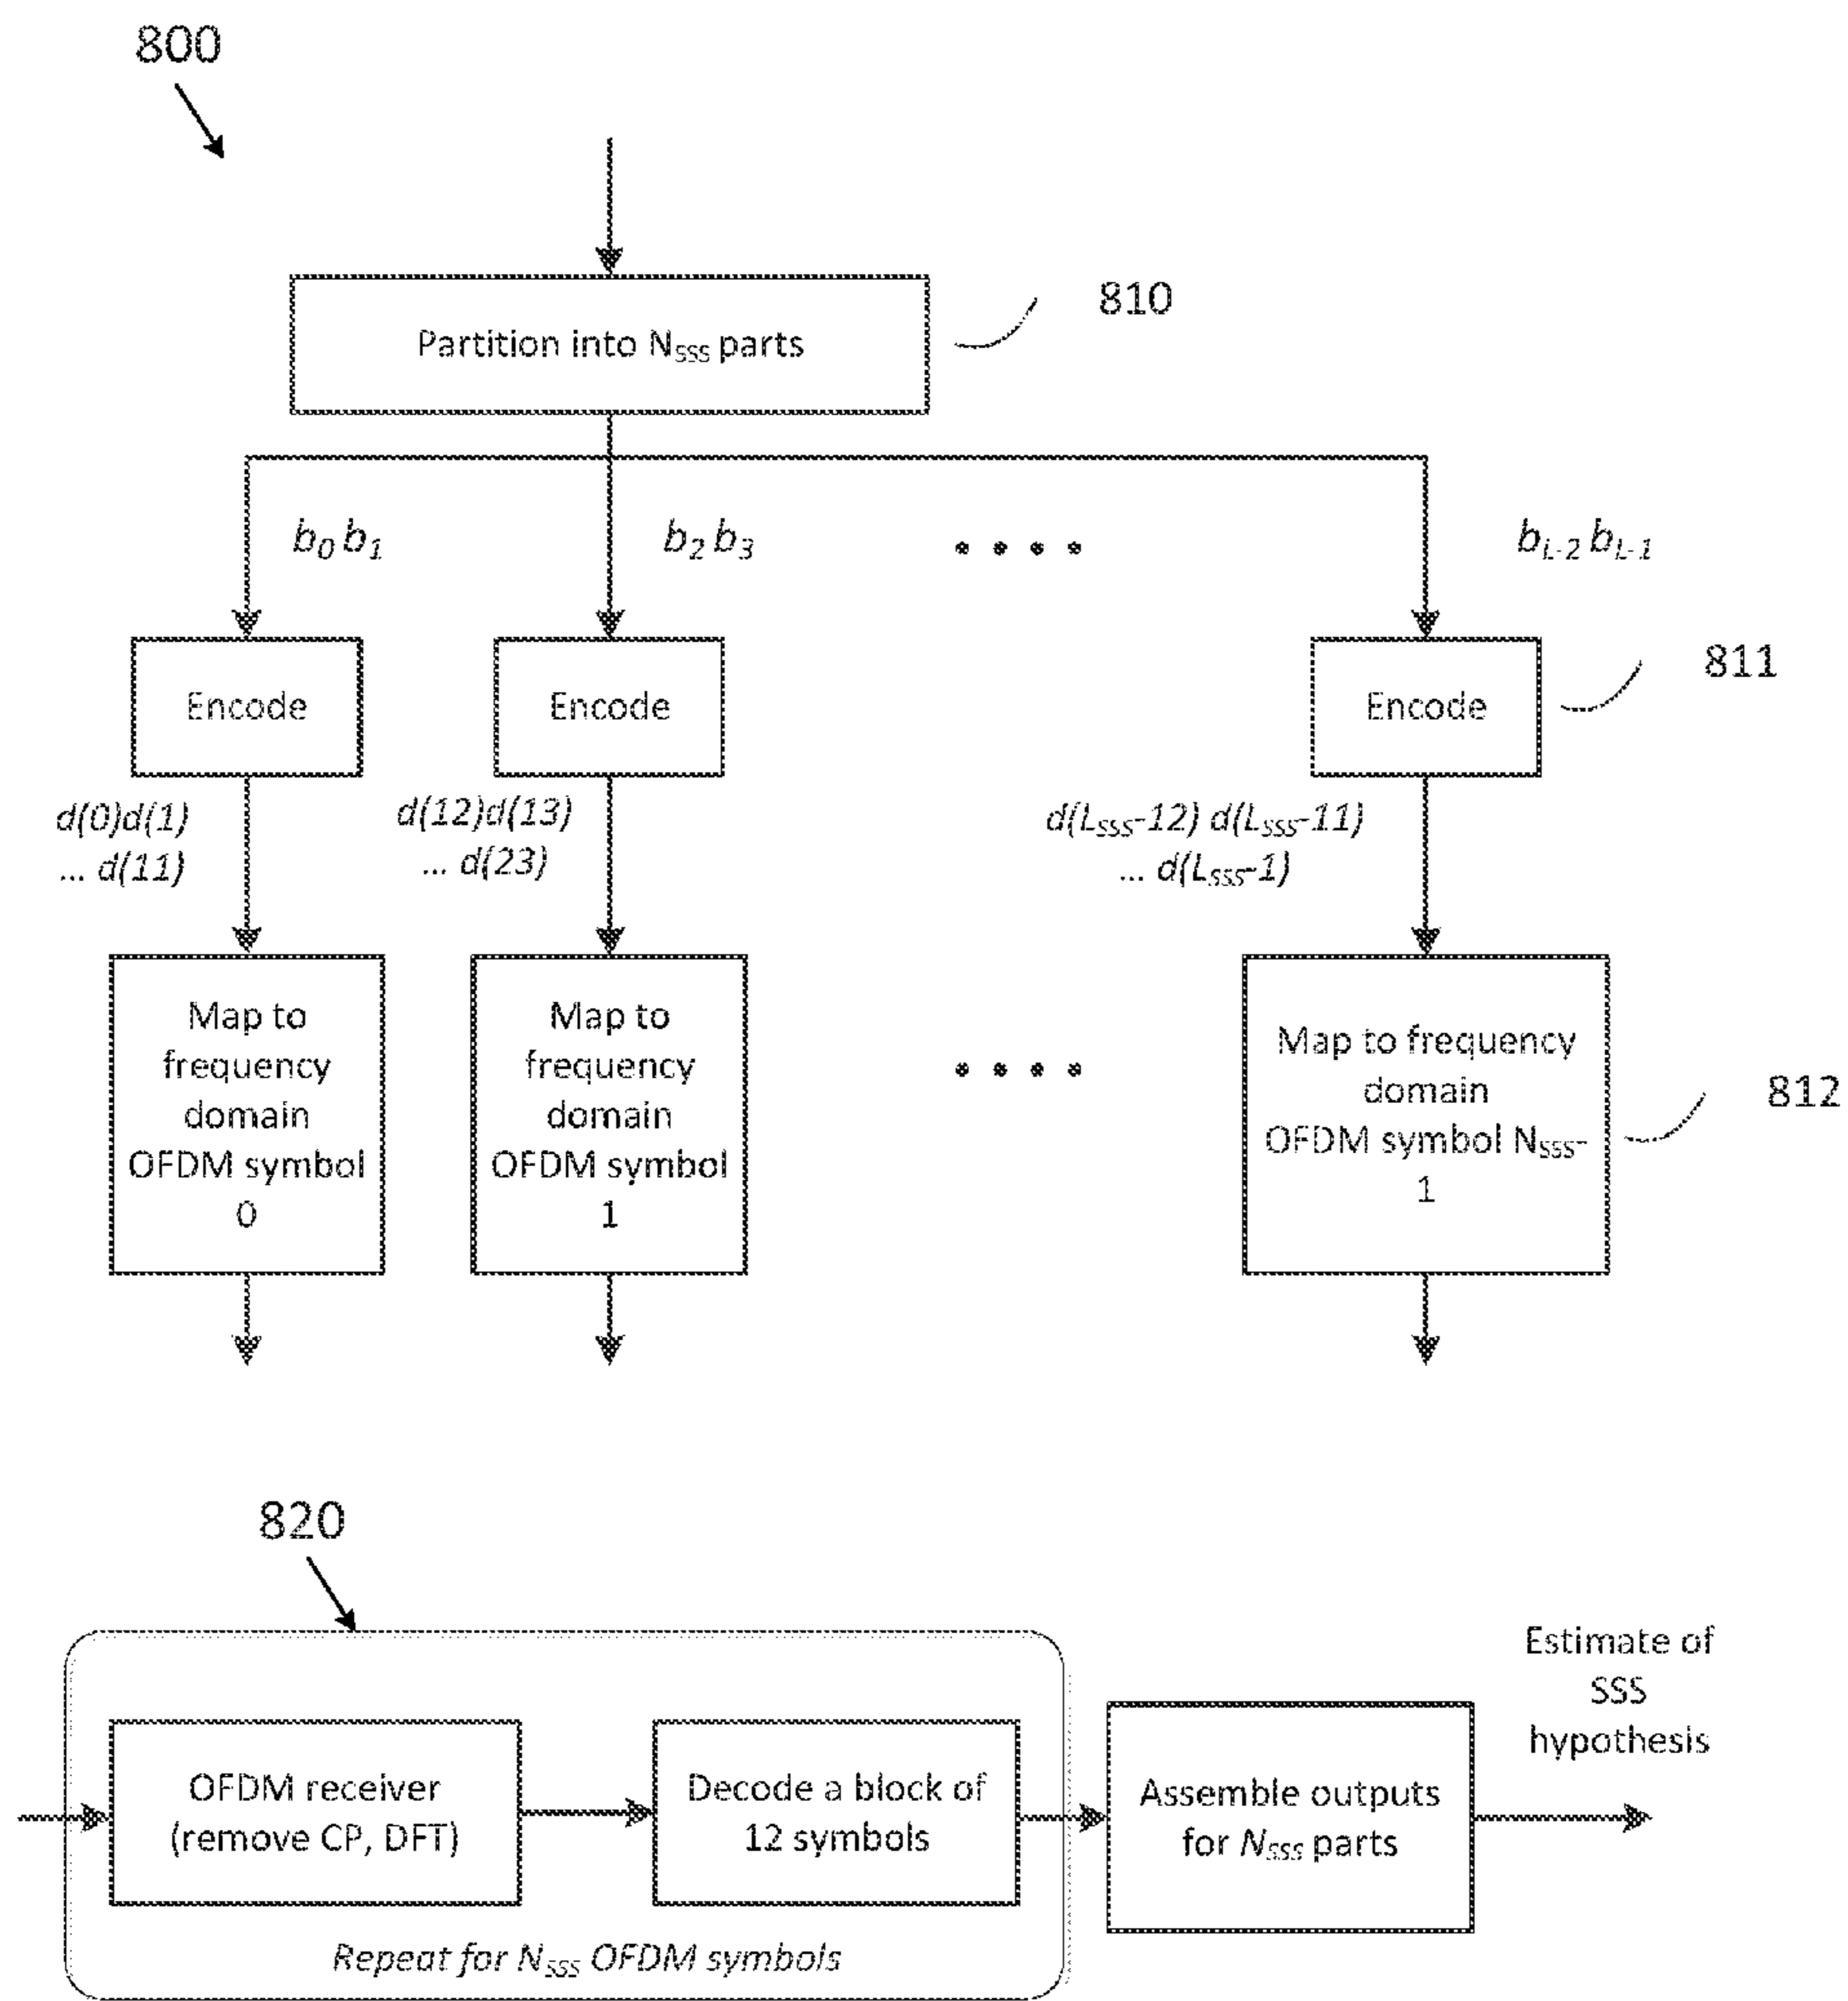 800
Partition into NSSS parts
810
b0 b1
b2 b3
bL-2 bL-1
Encode
Encode
Encode
811
d(0)d(1)
... d(11)
d(12)d(13)
... d(23)
d(LSSS-12) d(LSSS-11)
... d(LSSS-1)
Map to
frequency
domain
OFDM symbol
0
Map to
frequency
domain
OFDM symbol
1
Map to frequency
domain
OFDM symbol NSSS-
1
812
820
OFDM receiver
(remove CP, DFT)
Decode a block of
12 symbols
Repeat for NSSS OFDM symbols
Assemble outputs
for NSSS parts
Estimate of
SSS
hypothesis